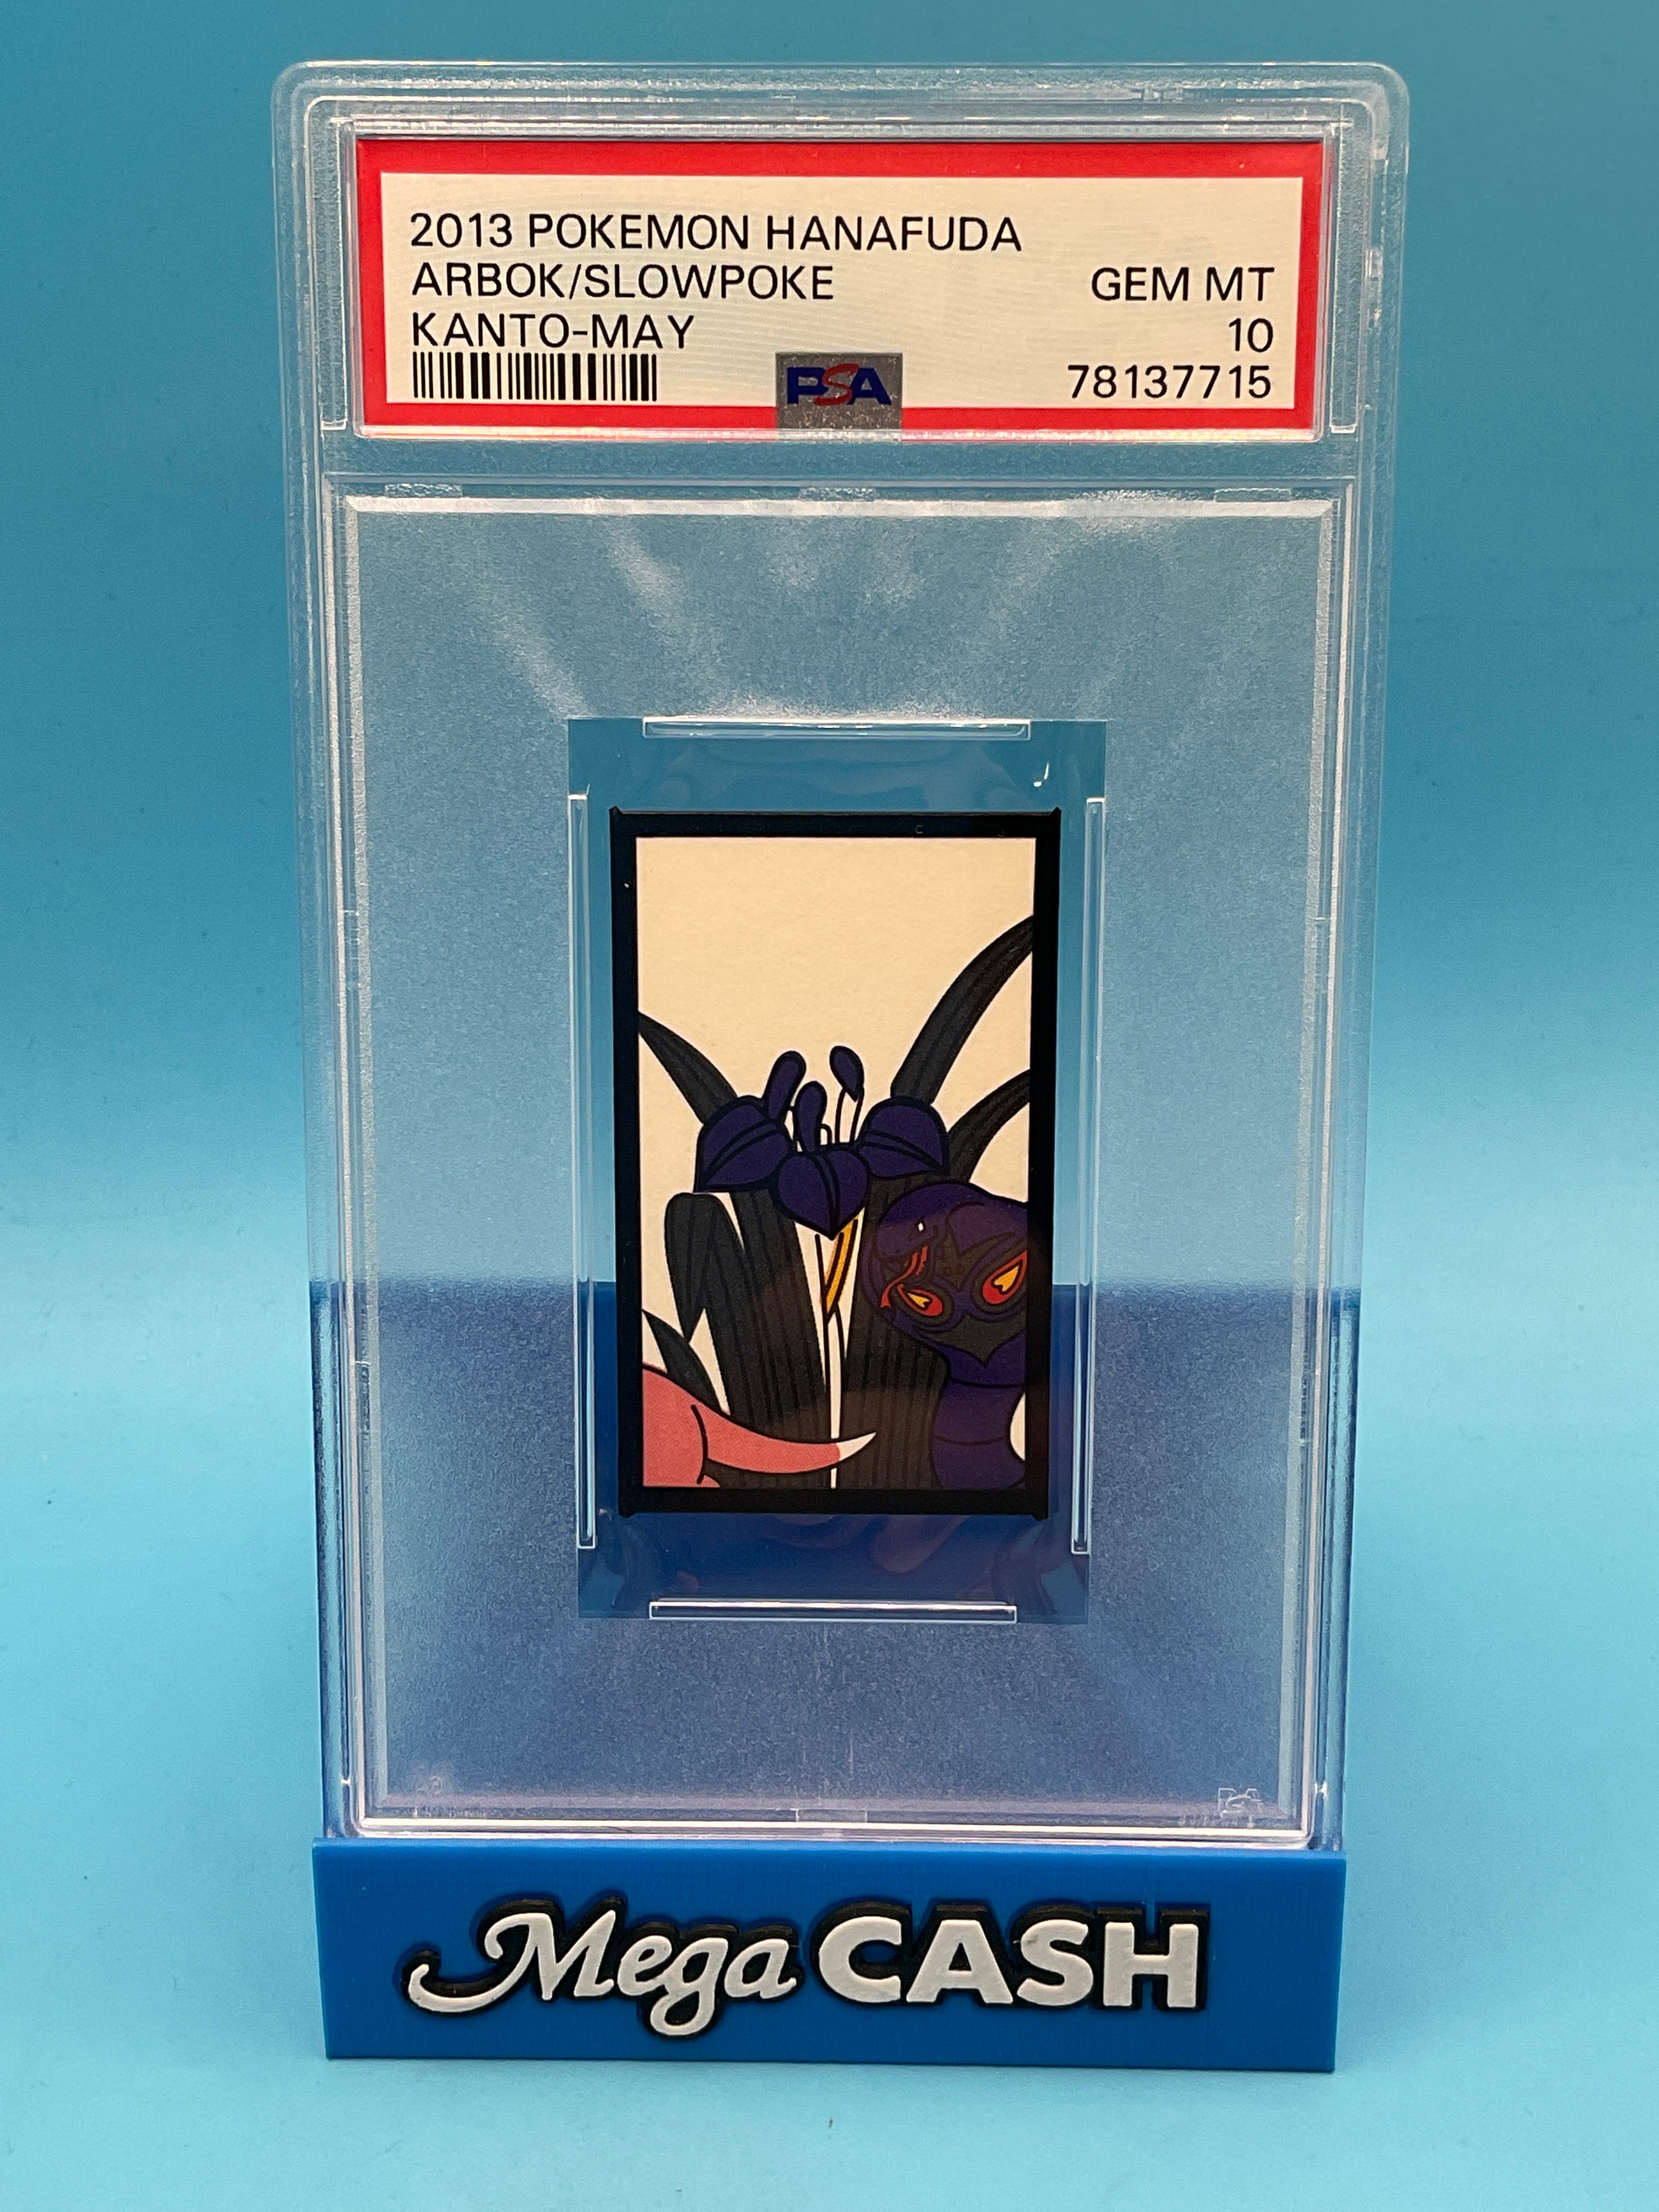 2013 POKEMON HANAFUDA
ARBOK/SLOWPOKE GEM MT
KANTO-MAY 10
PSA 78137715
Mega CASH